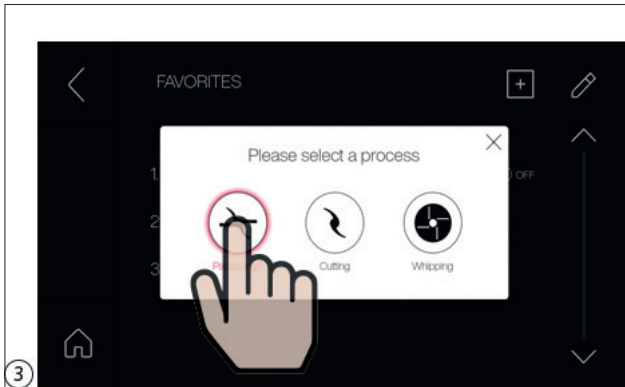 FAVORITES
Please select a process
1. OFF
2
3
Cutting Whipping
3